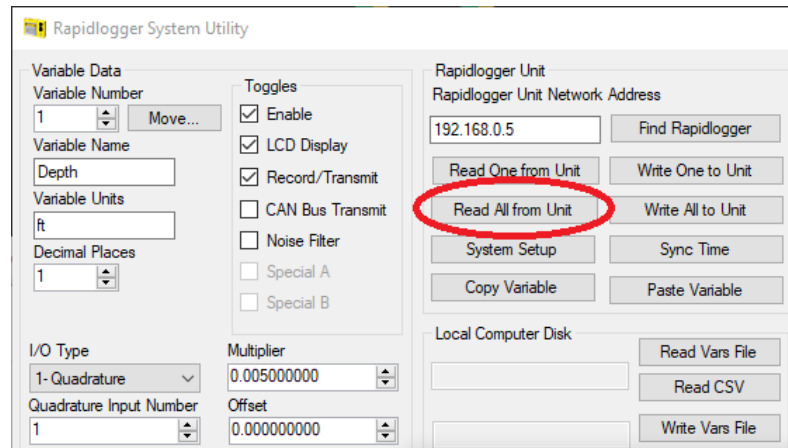 Rapidlogger System Utility
Variable Data
Variable Number
1
Move...
Variable Name
Depth
Variable Units
ft
Decimal Places
1
Toggles
Enable
LCD Display
Record/Transmit
CAN Bus Transmit
Noise Filter
Special A
Special B
I/O Type
1- Quadrature
Quadrature Input Number
1
Multiplier
0.005000000
Offset
0.000000000
Rapidlogger Unit
Rapidlogger Unit Network Address
192.168.0.5
Find Rapidlogger
Read One from Unit
Write One to Unit
Read All from Unit
Write All to Unit
System Setup
Sync Time
Copy Variable
Paste Variable
Local Computer Disk
Read Vars File
Read CSV
Write Vars File